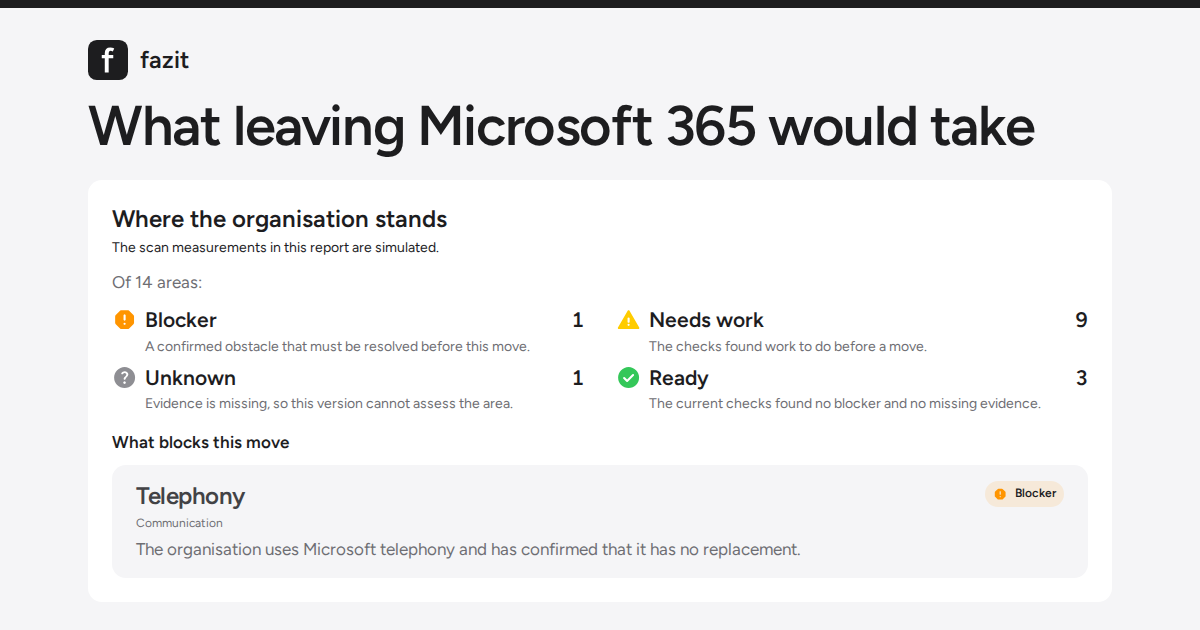 f fazit
What leaving Microsoft 365 would take
Where the organisation stands
The scan measurements in this report are simulated.
Of 14 areas:
Blocker 1
A confirmed obstacle that must be resolved before this move.
Needs work 9
The checks found work to do before a move.
Unknown 1
Evidence is missing, so this version cannot assess the area.
Ready 3
The current checks found no blocker and no missing evidence.
What blocks this move
Telephony
Blocker
Communication
The organisation uses Microsoft telephony and has confirmed that it has no replacement.